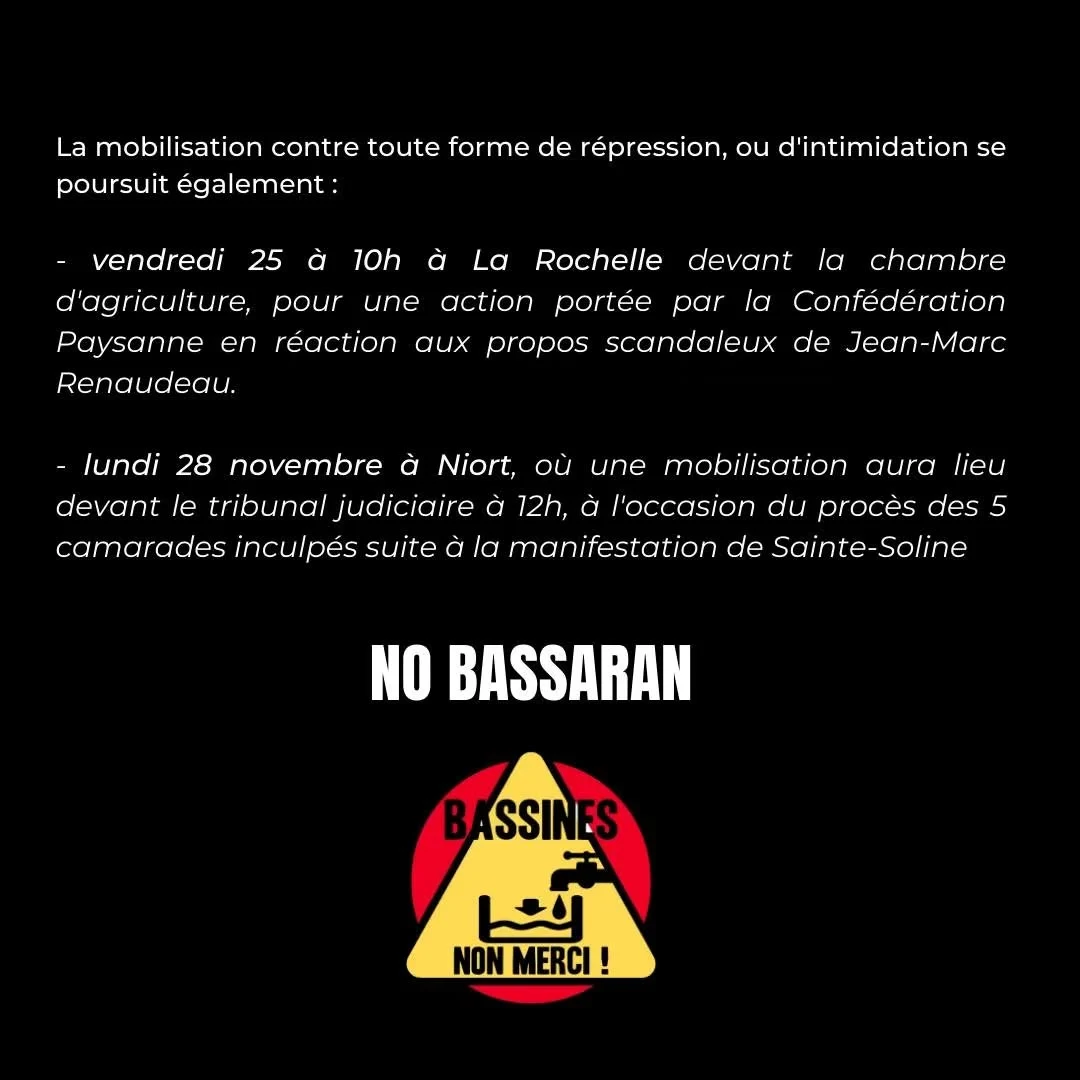 La mobilisation contre toute forme de répression, ou d'intimidation se
poursuit également :
- vendredi 25 à 10h à La Rochelle devant la chambre
d'agriculture, pour une action portée par la Confédération
Paysanne en réaction aux propos scandaleux de Jean-Marc
Renaudeau.
- lundi 28 novembre à Niort, où une mobilisation aura lieu
devant le tribunal judiciaire à 12h, à l'occasion du procès des 5
camarades inculpés suite à la manifestation de Sainte-Soline
NO BASSARAN
BASSINES
NON MERCI !